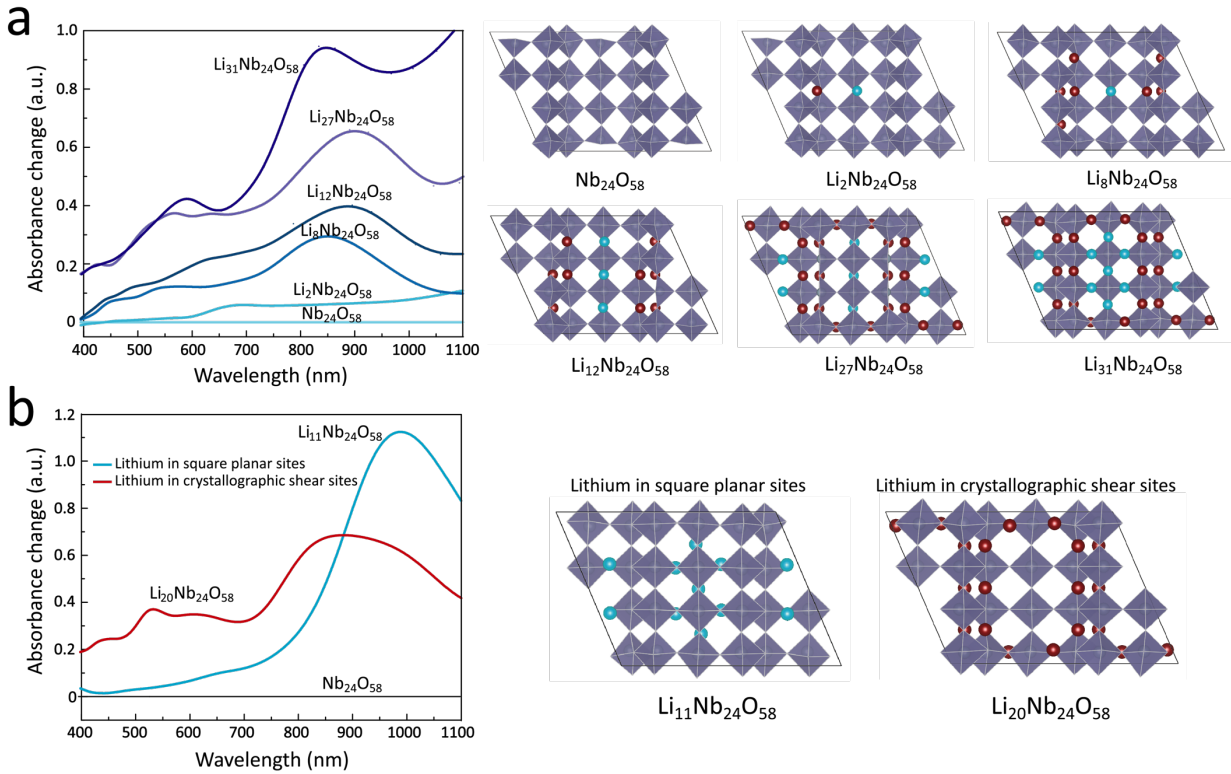 a
Absorbance change (a.u.)
1.0
0.8
0.6
0.4
0.2
0
400 500 600 700 800 900 1000 1100
Wavelength (nm)
Li₃₁Nb₂₄O₅₈
Li₂₇Nb₂₄O₅₈
Li₁₂Nb₂₄O₅₈
Li₈Nb₂₄O₅₈
Li₂Nb₂₄O₅₈
Nb₂₄O₅₈
Nb₂₄O₅₈
Li₂Nb₂₄O₅₈
Li₈Nb₂₄O₅₈
Li₁₂Nb₂₄O₅₈
Li₂₇Nb₂₄O₅₈
Li₃₁Nb₂₄O₅₈
b
Absorbance change (a.u.)
1.2
1.0
0.8
0.6
0.4
0.2
0
400 500 600 700 800 900 1000 1100
Wavelength (nm)
Li₁₁Nb₂₄O₅₈
Lithium in square planar sites
Lithium in crystallographic shear sites
Li₂₀Nb₂₄O₅₈
Nb₂₄O₅₈
Lithium in square planar sites
Li₁₁Nb₂₄O₅₈
Lithium in crystallographic shear sites
Li₂₀Nb₂₄O₅₈